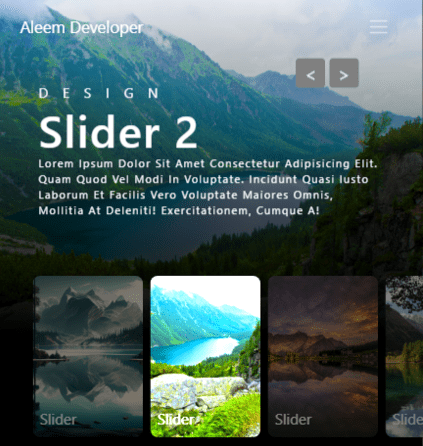 Aleem Developer
< >
DESIGN
Slider 2
Lorem Ipsum Dolor Sit Amet Consectetur Adipisicing Elit.
Quam Quod Vel Modi In Voluptate. Incidunt Quasi Iusto
Laborum Et Facilis Vero Voluptate Maiores Omnis,
Mollitia At Deleniti! Exercitationem, Cumque A!
Slider Slider Slider Slide